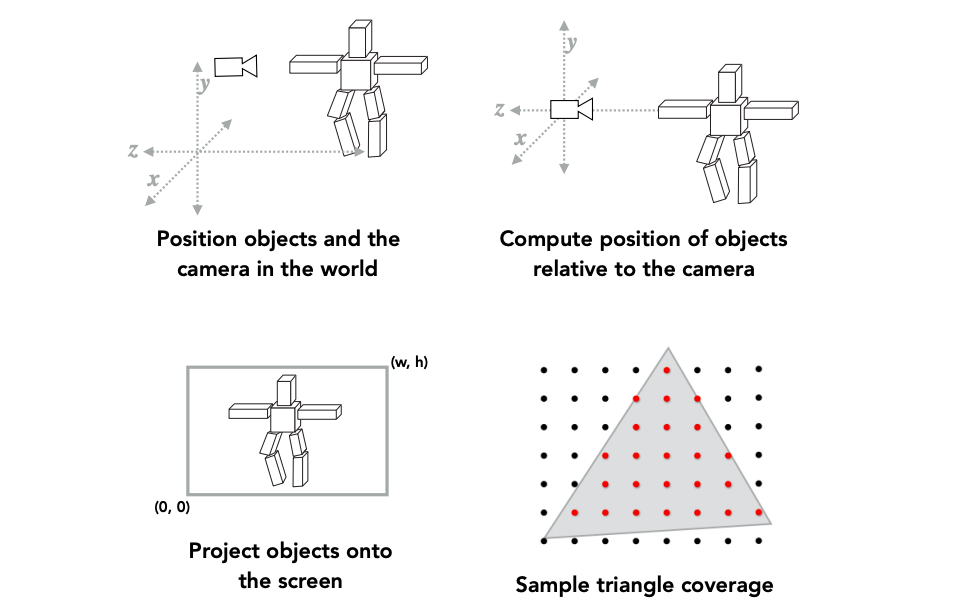 y
z
x
Position objects and the
camera in the world
y
z
x
Compute position of objects
relative to the camera
(w, h)
(0, 0)
Project objects onto
the screen
Sample triangle coverage